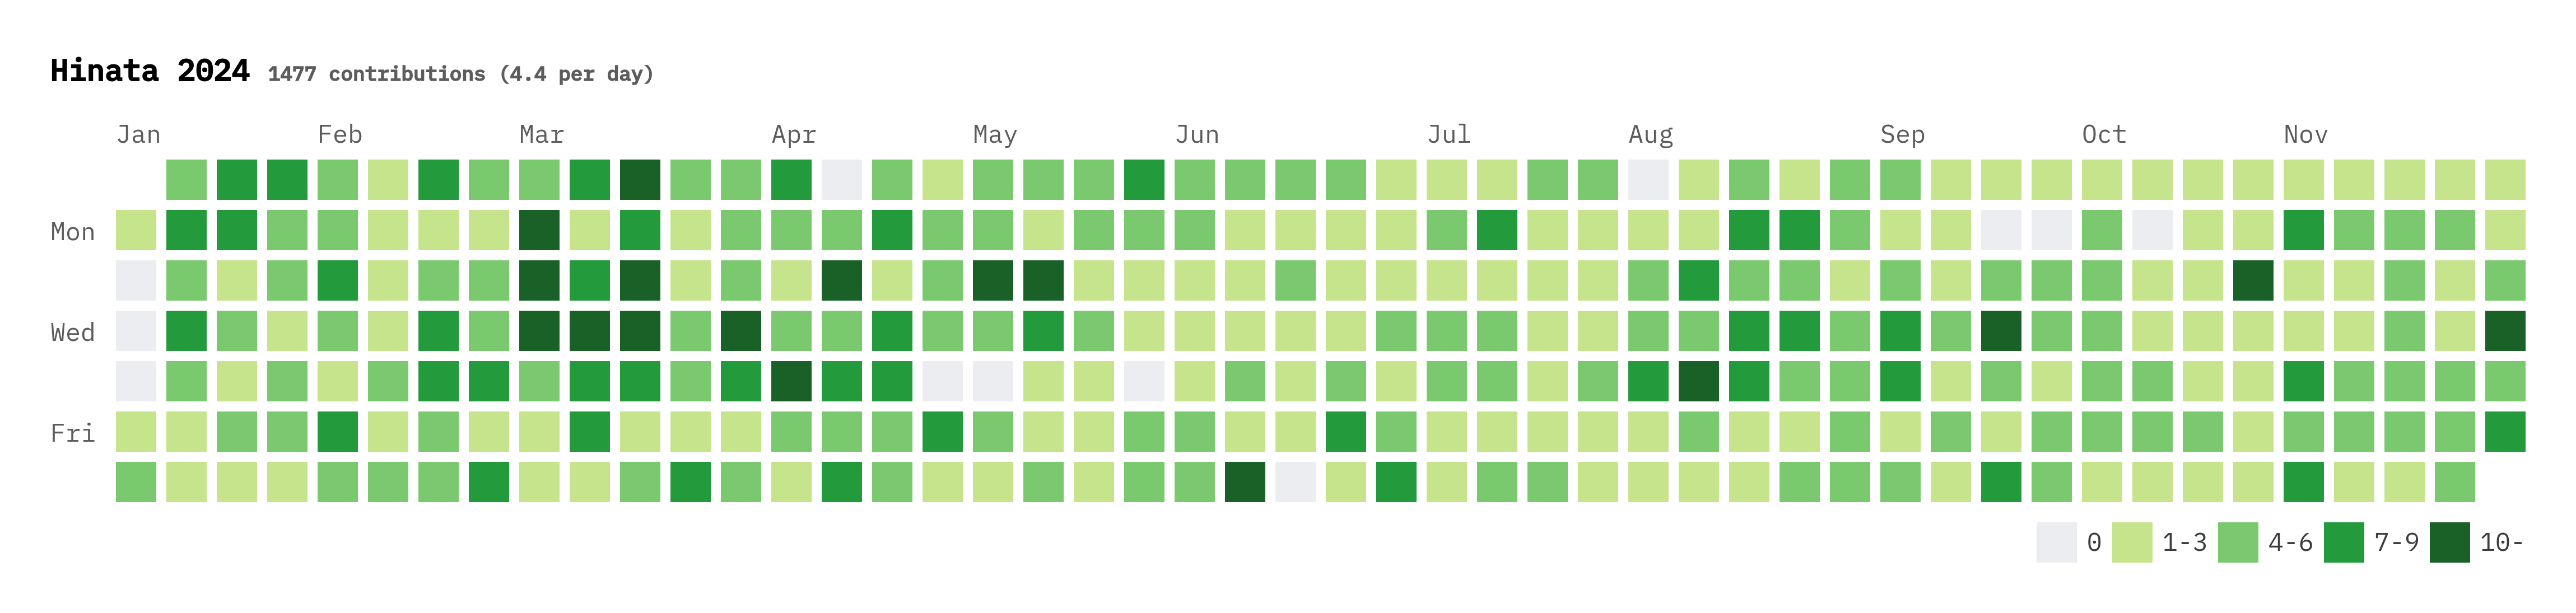 Hinata 2024 1477 contributions (4.4 per day)
Jan Feb Mar Apr May Jun Jul Aug Sep Oct Nov
Mon
Wed
Fri
0 1-3 4-6 7-9 10-